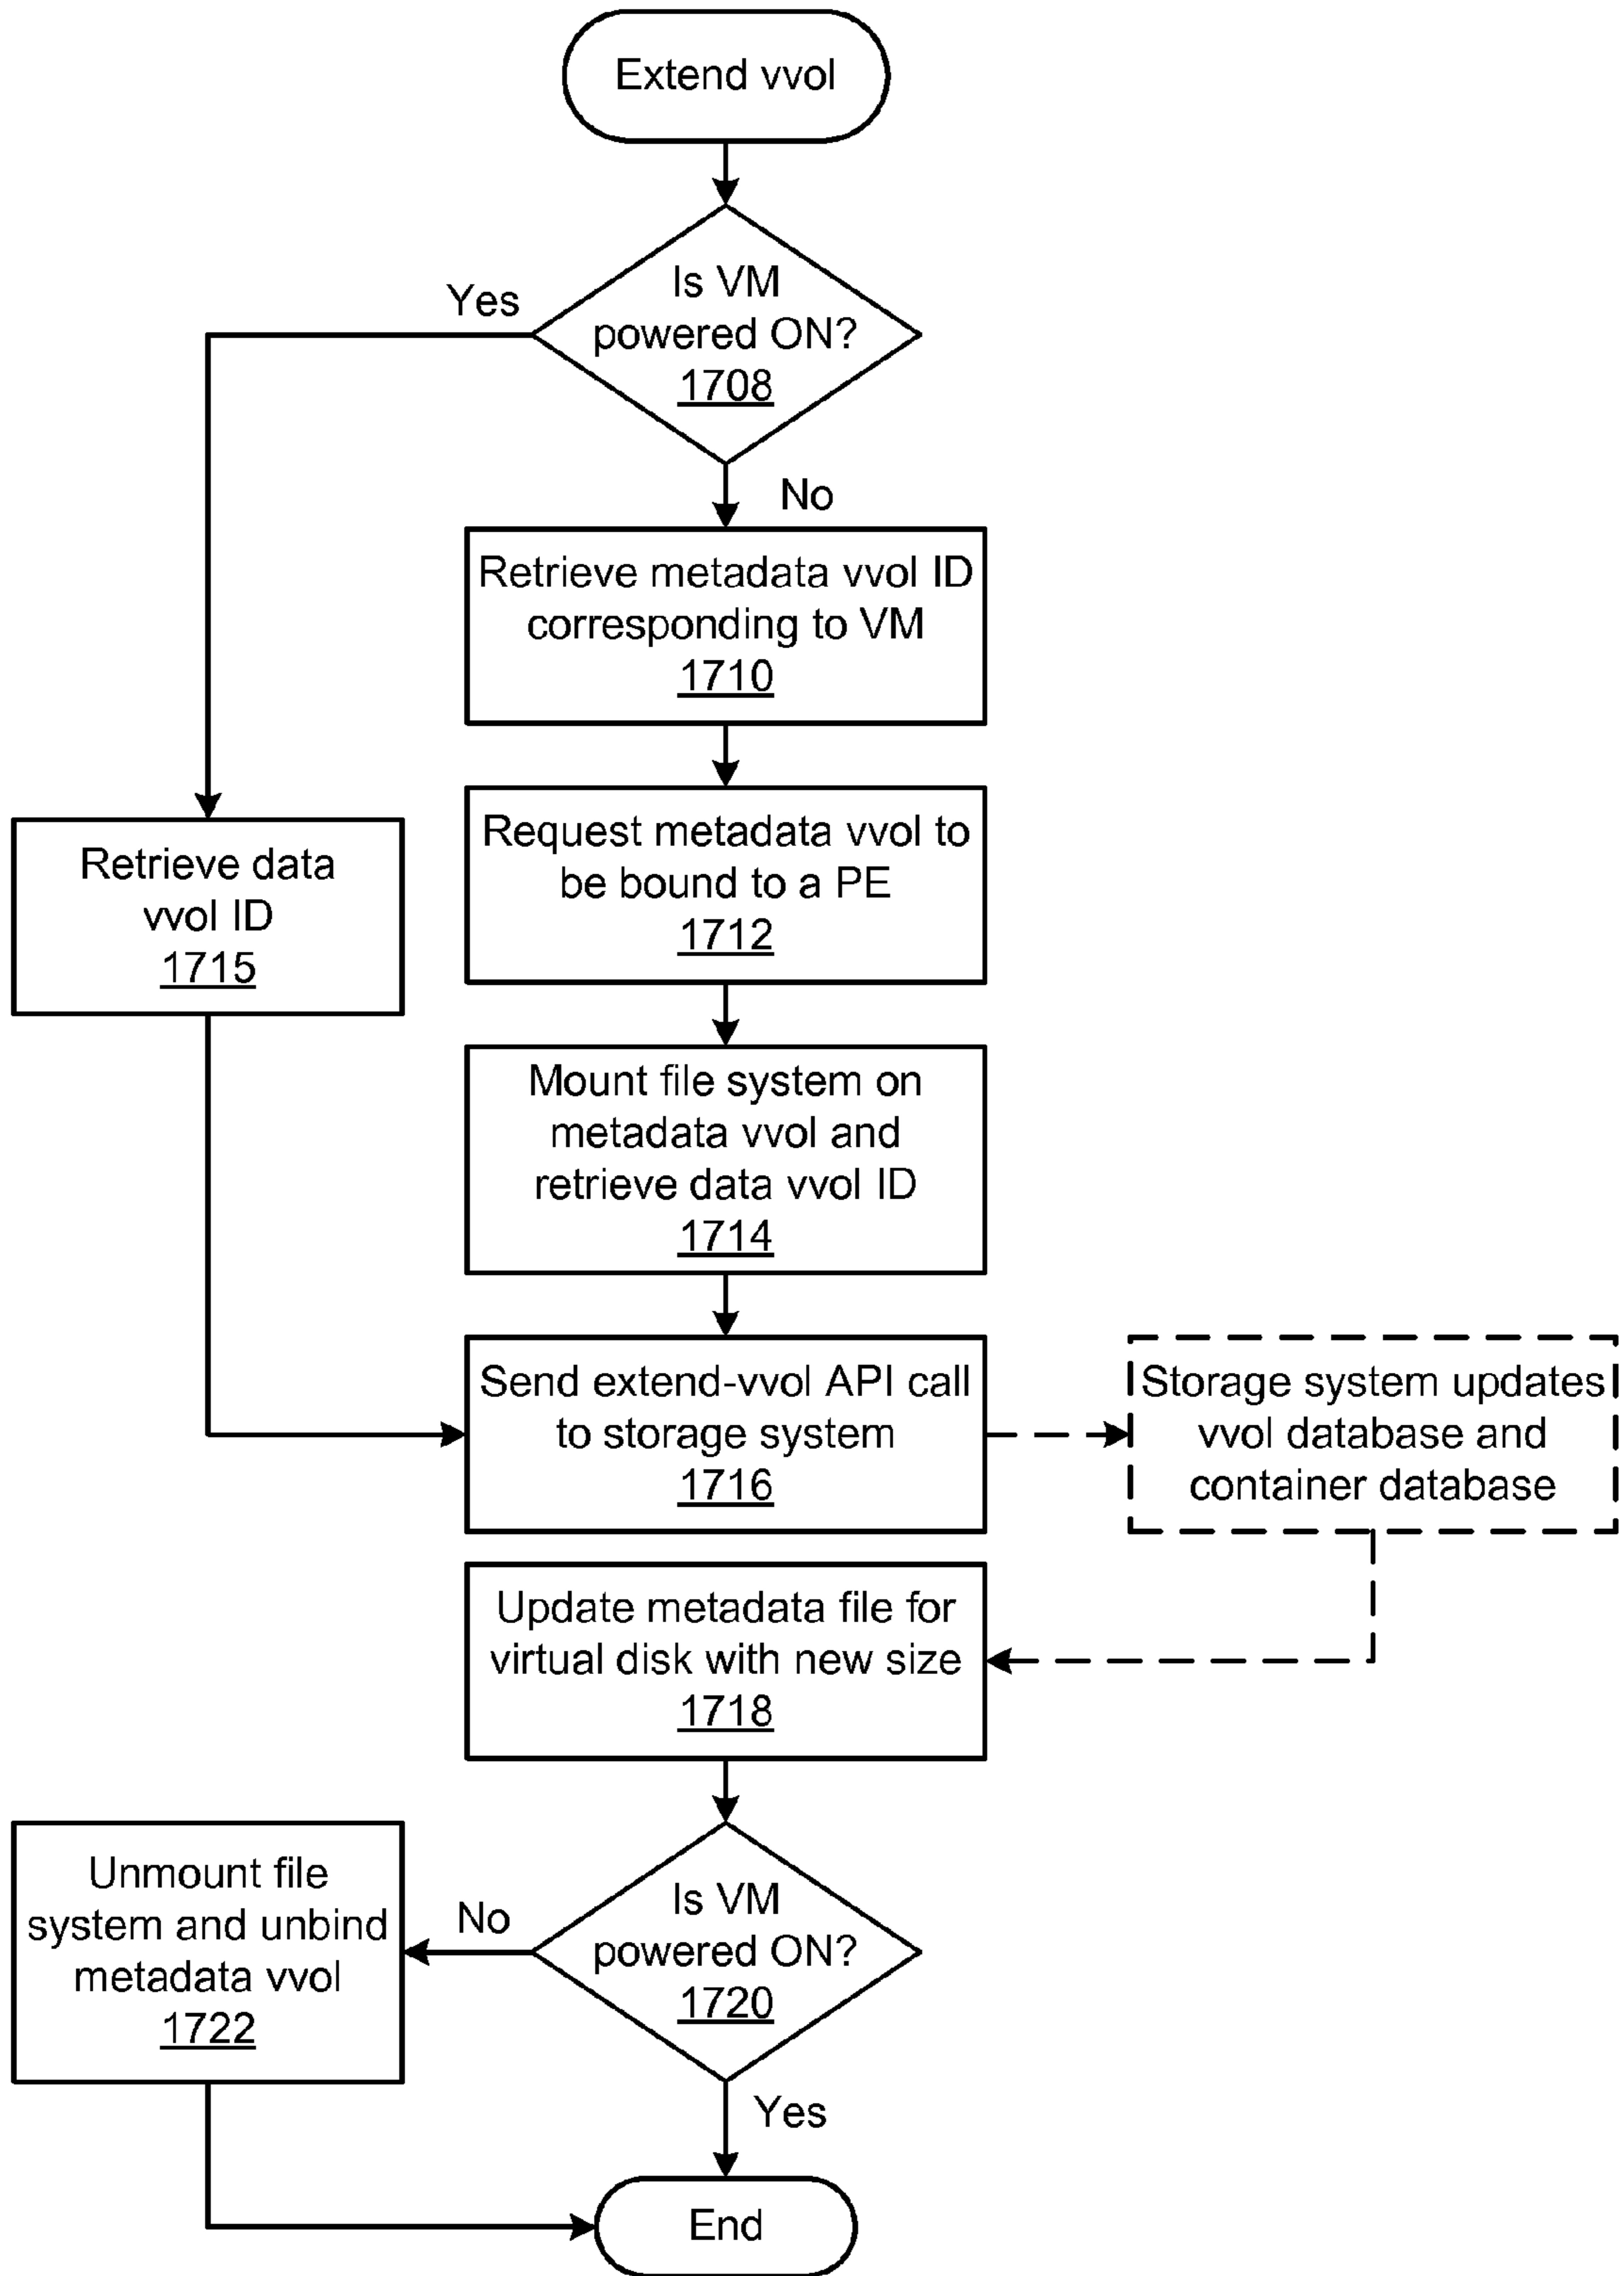 Extend vvol
Is VM
powered ON?
1708
Yes
No
Retrieve metadata vvol ID
corresponding to VM
1710
Request metadata vvol to
be bound to a PE
1712
Retrieve data
vvol ID
1715
Mount file system on
metadata vvol and
retrieve data vvol ID
1714
Send extend-vvol API call
to storage system
1716
Storage system updates
vvol database and
container database
Update metadata file for
virtual disk with new size
1718
Is VM
powered ON?
1720
No
Unmount file
system and unbind
metadata vvol
1722
Yes
End